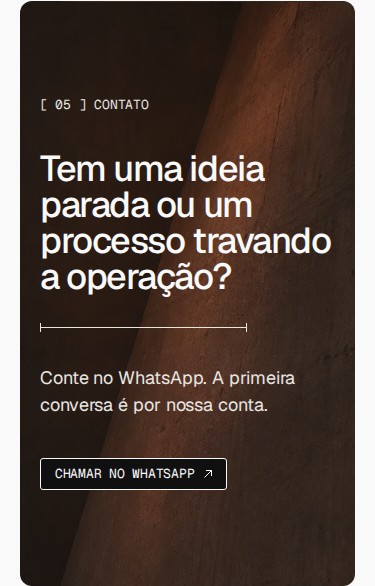 [ 05 ] CONTATO
Tem uma ideia
parada ou um
processo travando
a operação?
Conte no WhatsApp. A primeira
conversa é por nossa conta.
CHAMAR NO WHATSAPP ↗